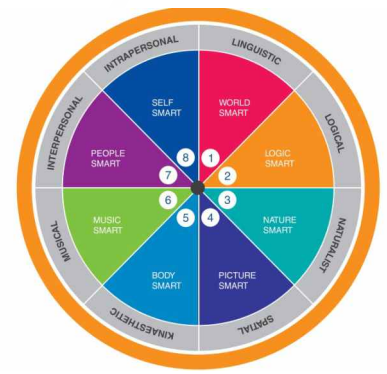 INTRAPERSONAL
LINGUISTIC
INTERPERSONAL
LOGICAL
SELF
SMART
WORLD
SMART
PEOPLE
SMART
8
1
LOGIC
SMART
7
2
6
3
MUSIC
SMART
5
4
NATURE
SMART
BODY
SMART
PICTURE
SMART
MUSICAL
NATURALIST
KINAESTHETIC
SPATIAL